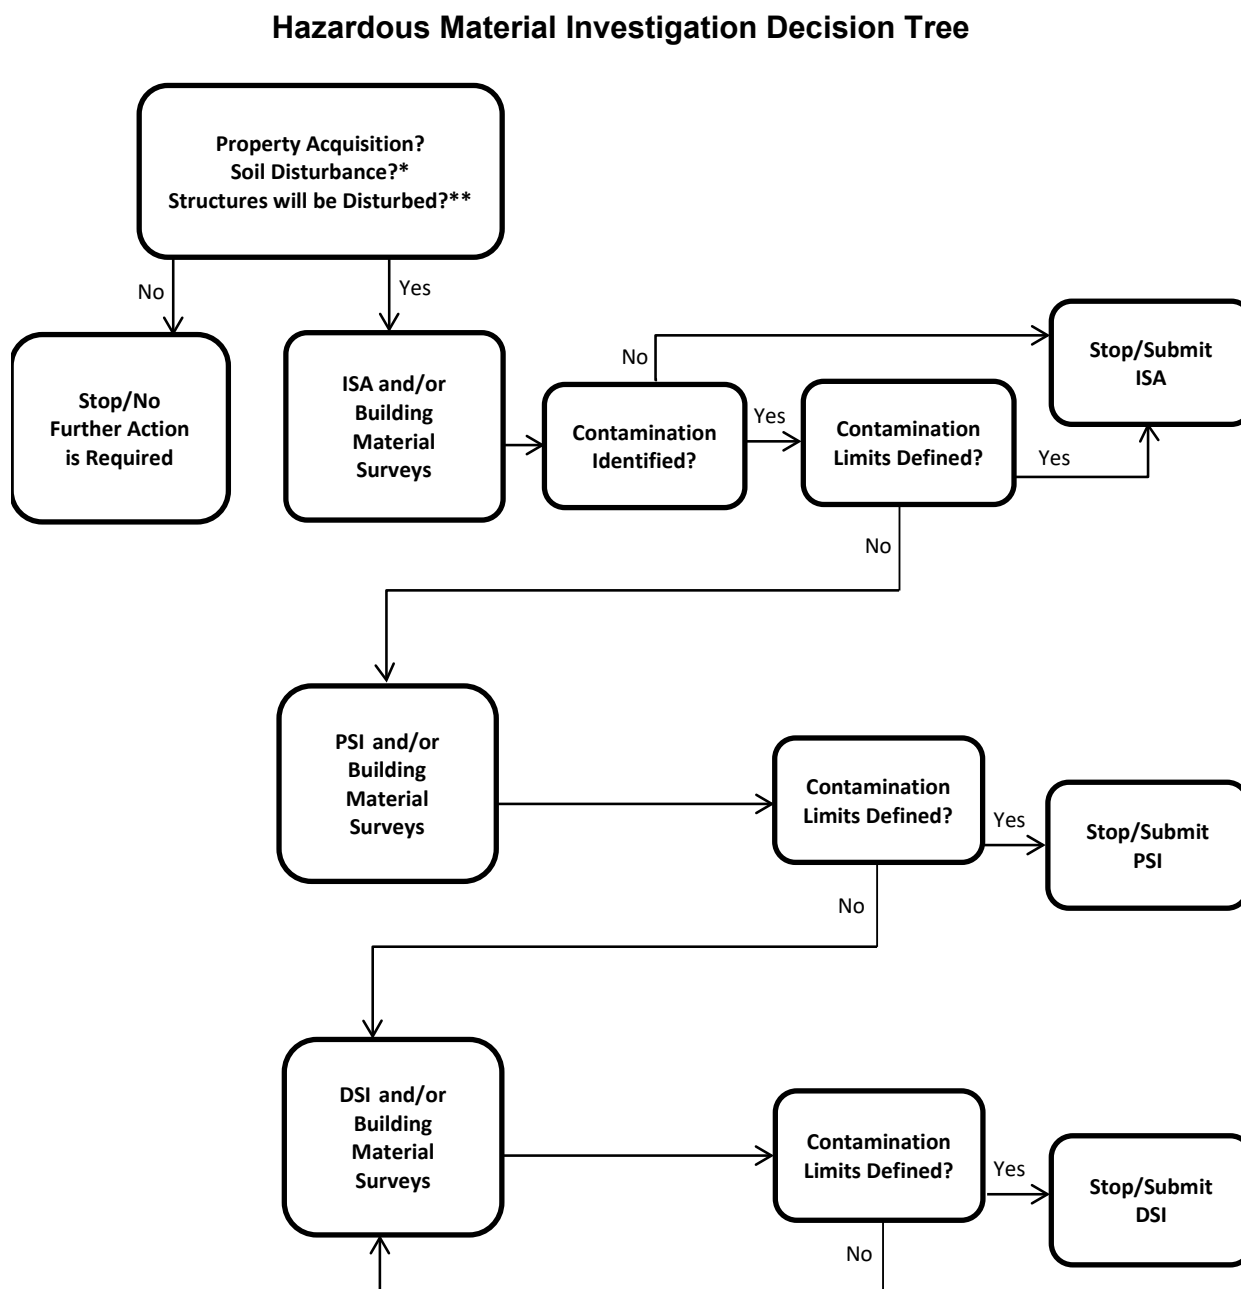 Hazardous Material Investigation Decision Tree
Property Acquisition?
Soil Disturbance?*
Structures will be Disturbed?**
No
Yes
Stop/No
Further Action
is Required
ISA and/or
Building
Material
Surveys
Contamination
Identified?
No
Yes
Contamination
Limits Defined?
Yes
Stop/Submit
ISA
No
PSI and/or
Building
Material
Surveys
Contamination
Limits Defined?
Yes
Stop/Submit
PSI
No
DSI and/or
Building
Material
Surveys
Contamination
Limits Defined?
Yes
Stop/Submit
DSI
No